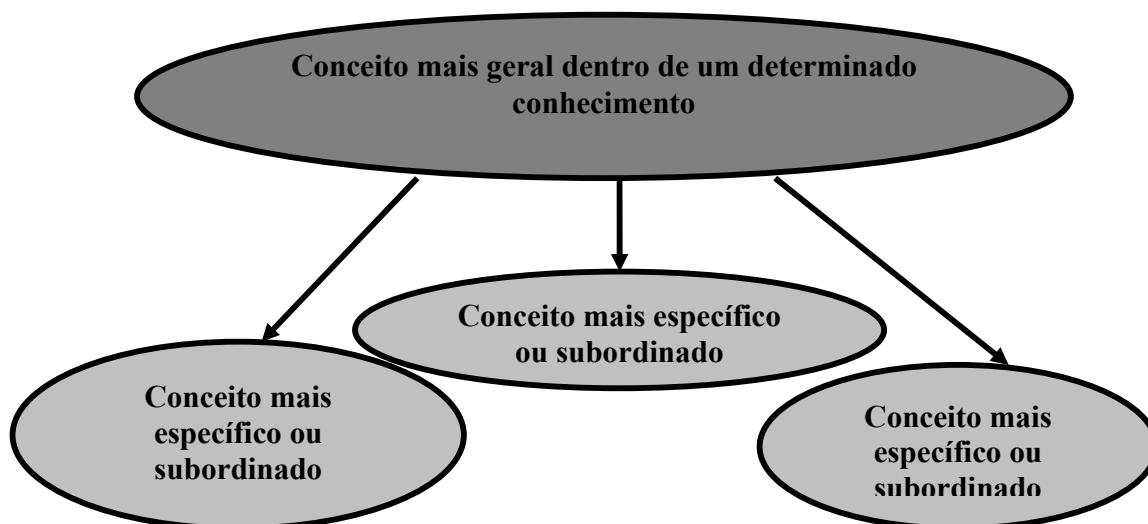 Conceito mais geral dentro de um determinado
conhecimento
Conceito mais específico
ou subordinado
Conceito mais
específico ou
subordinado
Conceito mais
específico ou
subordinado